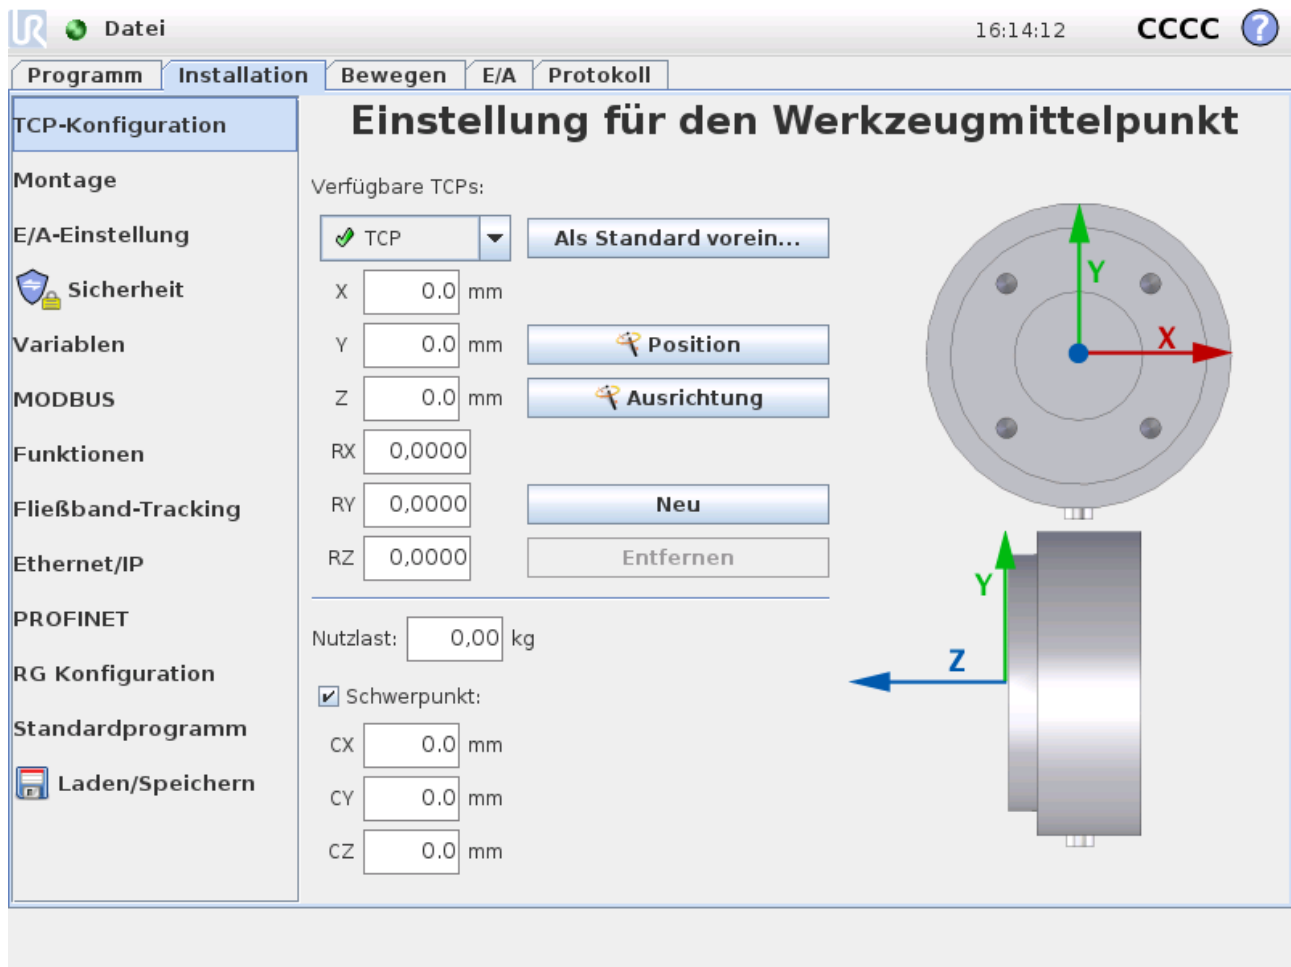 UR Datei 16:14:12 CCCC ?
Programm Installation Bewegen E/A Protokoll
TCP-Konfiguration
Montage
E/A-Einstellung
Sicherheit
Variablen
MODBUS
Funktionen
Fließband-Tracking
Ethernet/IP
PROFINET
RG Konfiguration
Standardprogramm
Laden/Speichern
Einstellung für den Werkzeugmittelpunkt
Verfügbare TCPs:
TCP Als Standard vorein...
X 0.0 mm
Y 0.0 mm Position
Z 0.0 mm Ausrichtung
RX 0,0000
RY 0,0000 Neu
RZ 0,0000 Entfernen
Nutzlast: 0,00 kg
Schwerpunkt:
CX 0.0 mm
CY 0.0 mm
CZ 0.0 mm
Y
X
Y
Z